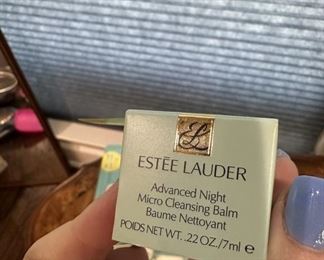 ESTĒE LAUDER
Advanced Night
Micro Cleansing Balm
Baume Nettoyant
POIDS NET WT. .22 OZ./7ml e